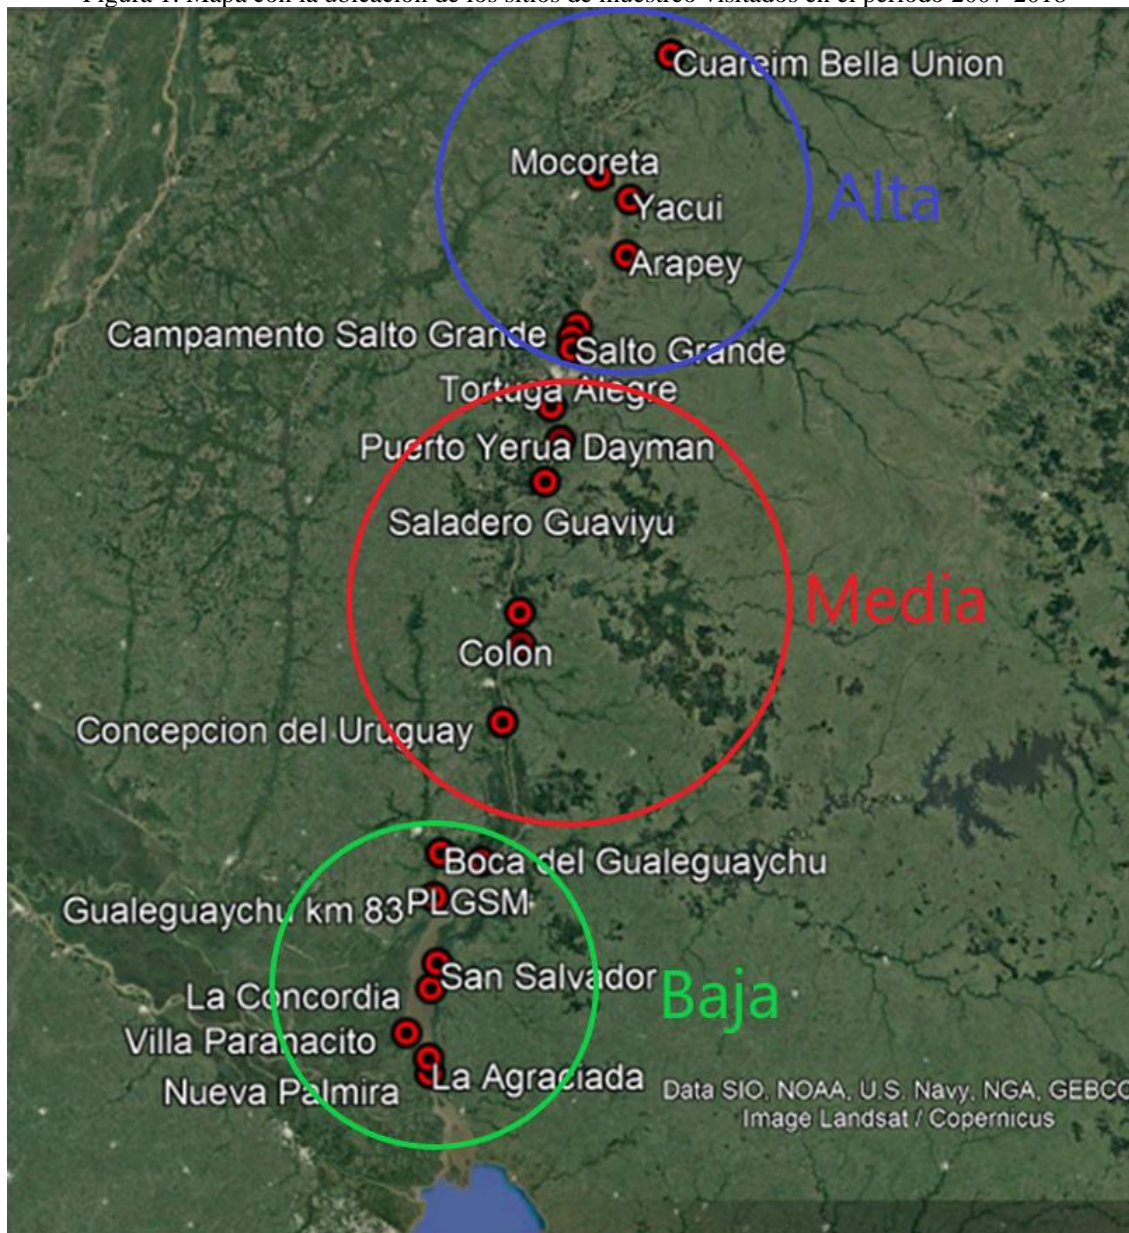 Figura 1. Mapa con la ubicación de los sitios de muestreo visitados en el periodo 2007-2018
Cuareim Bella Union
Mocoreta
Yacui
Alta
Arapey
Campamento Salto Grande
Salto Grande
Tortuga Alegre
Puerto Yerua Dayman
Saladero Guaviyu
Media
Colon
Concepcion del Uruguay
Boca del Gualeguaychu
Gualeguaychu km 83
PLGSM
San Salvador
Baja
La Concordia
Villa Paranacito
La Agraciada
Nueva Palmira
Data SIO, NOAA, U.S. Navy, NGA, GEBCO
Image Landsat / Copernicus